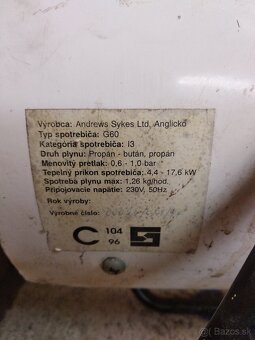 Výrobca: Andrews Sykes Ltd, Anglicko
Typ spotrebiča: G60
Kategória spotrebiča: I3
Druh plynu: Propán - bután, propán
Menovitý pretlak: 0,6 - 1,0 bar
Tepelný príkon spotrebiča: 4,4 - 17,6 kW
Spotreba plynu max: 1,26 kg/hod.
Pripojovacie napätie: 230V, 50Hz
Rok výroby:
Výrobné číslo:
C 104
96